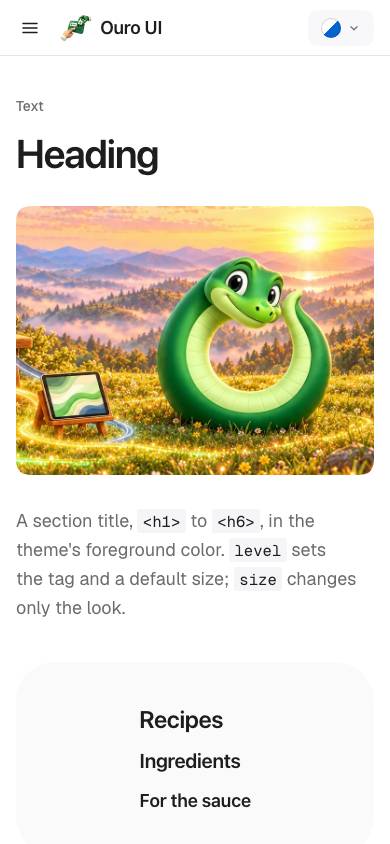 Ouro UI
Text
Heading
A section title, <h1> to <h6>, in the
theme's foreground color. level sets
the tag and a default size; size changes
only the look.
Recipes
Ingredients
For the sauce